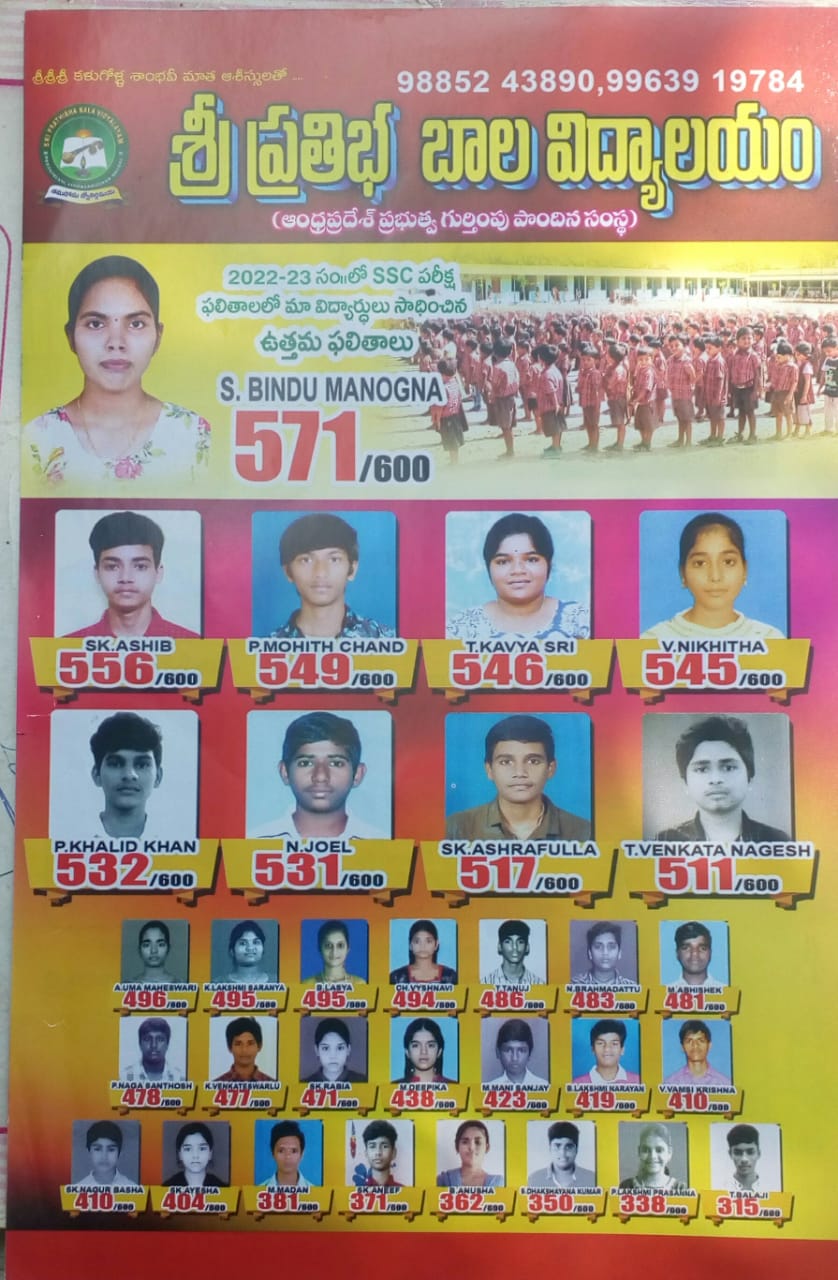 శ్రీశ్రీశ్రీ కళుగోళ్ళ శాంభవీ మాత ఆశీస్సులతో ....
98852 43890,99639 19784
SRI PRATHIBHA BALA VIDYALAYAM
శ్రీ ప్రతిభ బాల విద్యాలయం
(ఆంధ్రప్రదేశ్ ప్రభుత్వ గుర్తింపు పొందిన సంస్థ)
2022-23 సం॥లో SSC పరీక్ష
ఫలితాలలో మా విద్యార్ధులు సాధించిన
ఉత్తమ ఫలితాలు
S. BINDU MANOGNA
571/600
SK.ASHIB P.MOHITH CHAND T.KAVYA SRI V.NIKHITHA
556/600 549/600 546/600 545/600
P.KHALID KHAN N.JOEL SK.ASHRAFULLA T.VENKATA NAGESH
532/600 531/600 517/600 511/600
A.UMA MAHESWARI K.LAKSHMI SARANYA B.LASYA CH.VYSHNAVI T.TANUJ N.BRAHMADATTU M.ABHISHEK
496/600 495/600 495/600 494/600 486/600 483/600 481/600
P.NAGA SANTHOSH K.VENKATESWARLU SK.RABIA M.DEEPIKA M.MANI SANJAY B.LAKSHMI NARAYAN V.VAMSI KRISHNA
478/600 477/600 471/600 438/600 423/600 419/600 410/600
SK.NAGUR BASHA SK.AYESHA M.MADAN SK.ANEEF B.ANUSHA S.DHAKSHAYANA KUMAR P.LAKSHMI PRASANNA T.BALAJI
410/600 404/600 381/600 371/600 362/600 350/600 338/600 315/600